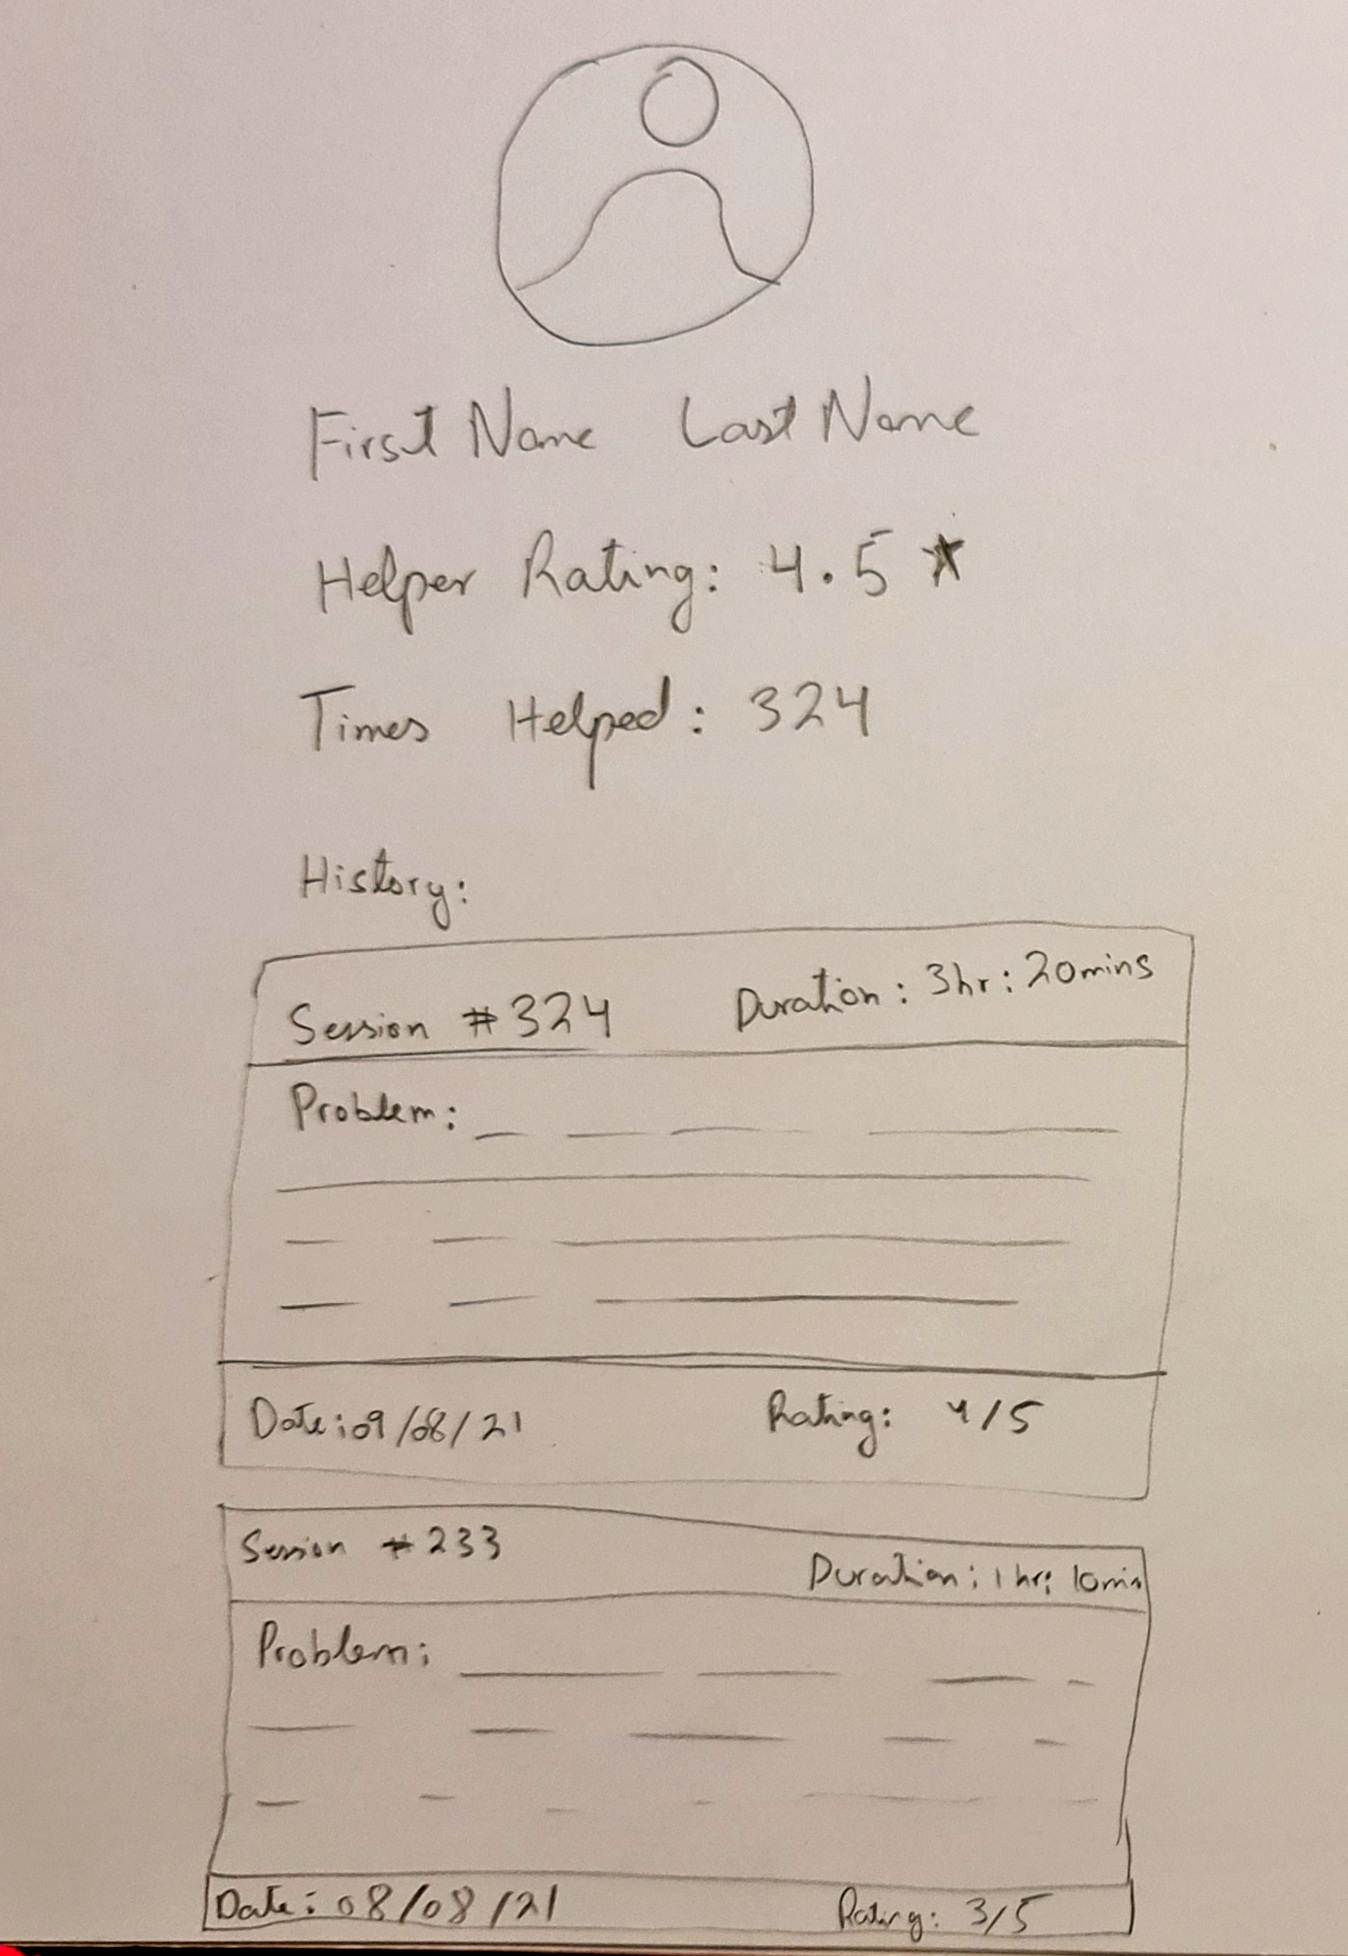 First Name Last Name
Helper Rating: 4.5 ★
Times Helped: 324
History:
Session #324 Duration: 3hr: 20mins
Problem:
Date: 09/08/21 Rating: 4/5
Session #233 Duration: 1hr: 10min
Problem:
Date: 08/08/21 Rating: 3/5